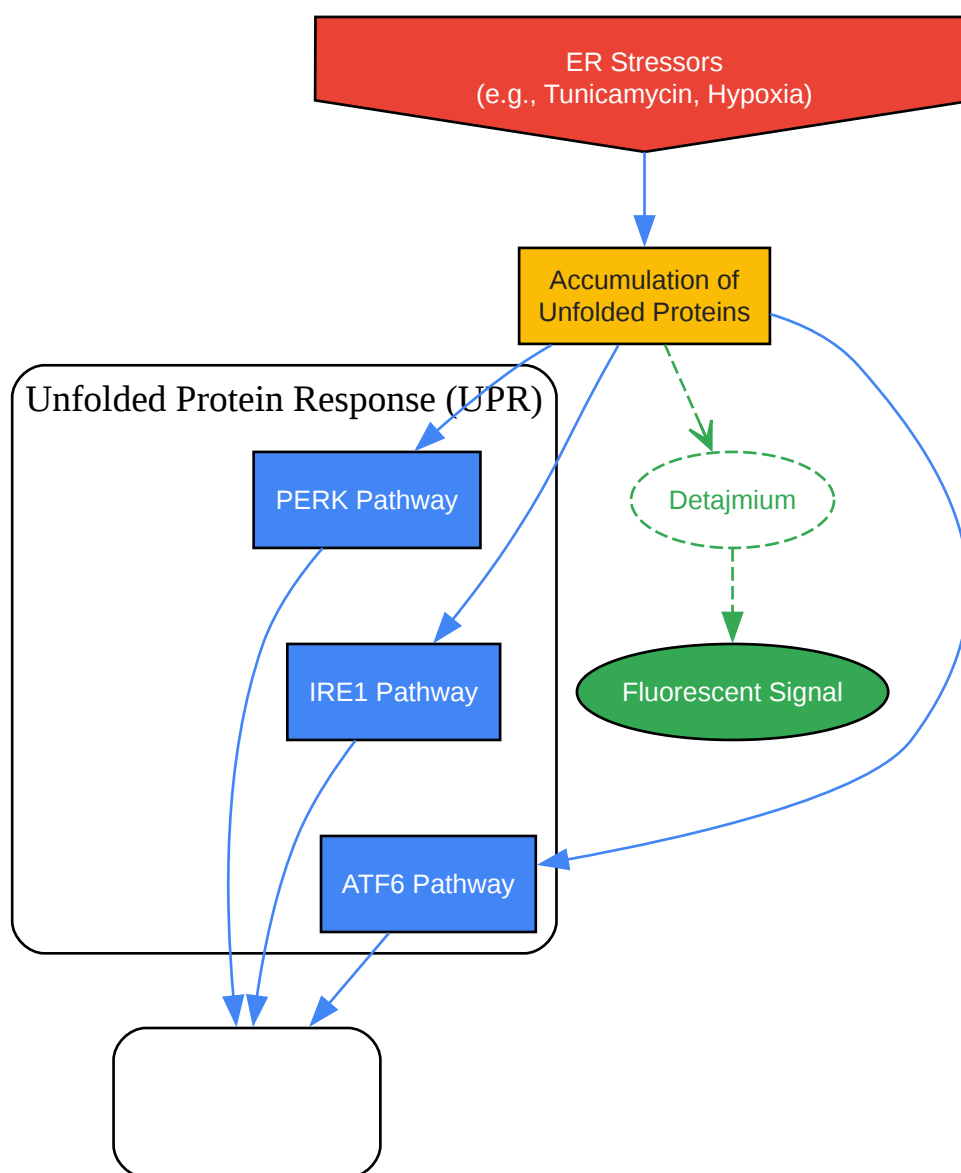 ER Stressors
(e.g., Tunicamycin, Hypoxia)
Accumulation of
Unfolded Proteins
Unfolded Protein Response (UPR)
PERK Pathway
Detajmium
IRE1 Pathway
Fluorescent Signal
ATF6 Pathway